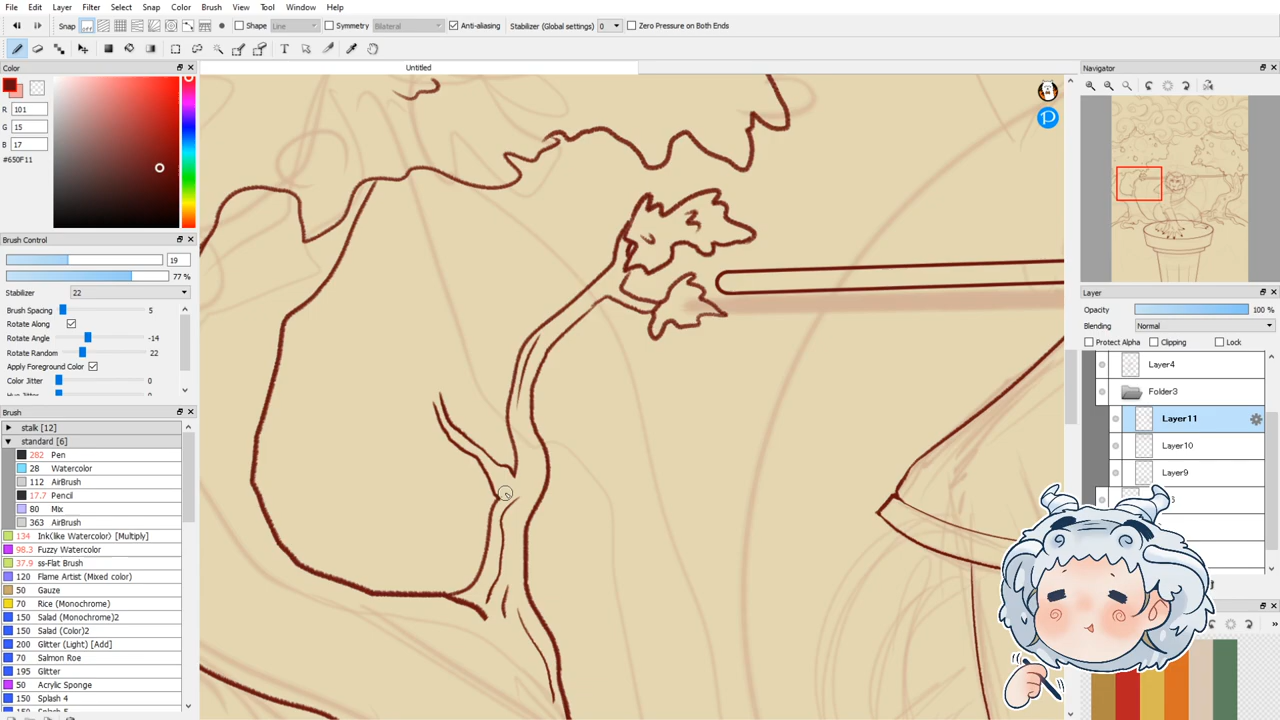 File Edit Layer Filters Select Snap Color Brush View Tool Window Help
Snap off Shape Line Symmetry Bilateral Anti-aliasing Stabilizer (Global settings) 0 Zero Pressure on Both Ends
Untitled
Color
R 101
G 15
B 17
#650F11
Brush Control
19
77 %
Stabilizer 22
Brush Spacing 5
Rotate Along
Rotate Angle -14
Rotate Random 22
Apply Foreground Color
Color Jitter 0
Brush
stalk [12]
standard [6]
282 Pen
28 Watercolor
112 AirBrush
17.7 Pencil
80 Mix
363 AirBrush
134 Ink(like Watercolor) [Multiply]
98.3 Fuzzy Watercolor
37.9 ss-Flat Brush
120 Flame Artist (Mixed color)
50 Gauze
70 Rice (Monochrome)
150 Salad (Monochrome)2
150 Salad (Color)2
200 Glitter (Light) [Add]
70 Salmon Roe
195 Glitter
50 Acrylic Sponge
150 Splash 4
150 Splash 5
Navigator
Layer
Opacity 100 %
Blending Normal
Protect Alpha Clipping Lock
Layer4
Folder3
Layer11
Layer10
Layer9